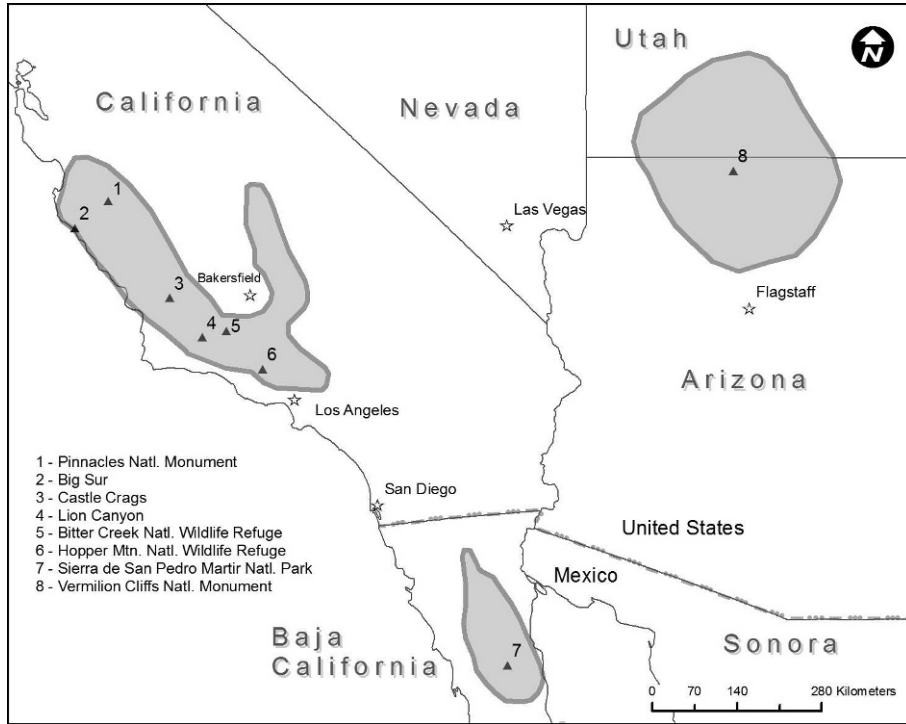 Utah
N
California
Nevada
8
1
Las Vegas
2
Bakersfield
3
Flagstaff
4
5
6
Arizona
Los Angeles
1 - Pinnacles Natl. Monument
2 - Big Sur
3 - Castle Crags
4 - Lion Canyon
5 - Bitter Creek Natl. Wildlife Refuge
6 - Hopper Mtn. Natl. Wildlife Refuge
7 - Sierra de San Pedro Martir Natl. Park
8 - Vermilion Cliffs Natl. Monument
San Diego
United States
Mexico
Baja
California
7
Sonora
0 70 140 280 Kilometers